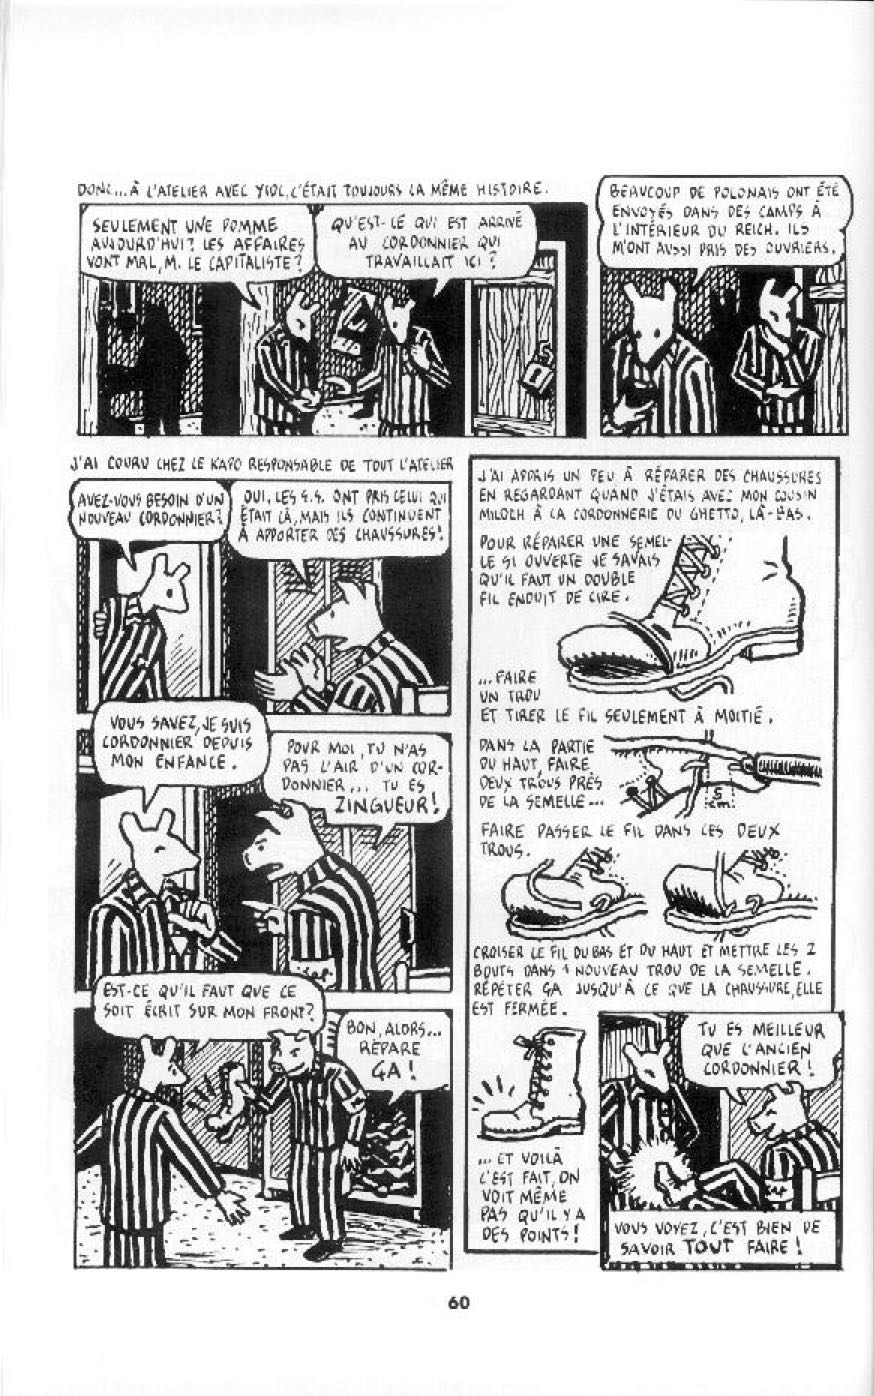 DONC... À L'ATELIER AVEC YIDL, C'ÉTAIT TOUJOURS LA MÊME HISTOIRE.
SEULEMENT UNE POMME
AUJOURD'HUI? LES AFFAIRES
VONT MAL, M. LE CAPITALISTE?
QU'EST-CE QUI EST ARRIVÉ
AU CORDONNIER QUI
TRAVAILLAIT ICI?
BEAUCOUP DE POLONAIS ONT ÉTÉ
ENVOYÉS DANS DES CAMPS À
L'INTÉRIEUR DU REICH. ILS
M'ONT AUSSI PRIS DES OUVRIERS.
J'AI COURU CHEZ LE KAPO RESPONSABLE DE TOUT L'ATELIER
AVEZ-VOUS BESOIN D'UN
NOUVEAU CORDONNIER?
OUI, LES S.S. ONT PRIS CELUI QUI
ÉTAIT LÀ, MAIS ILS CONTINUENT
À APPORTER DES CHAUSSURES!
VOUS SAVEZ, JE SUIS
CORDONNIER DEPUIS
MON ENFANCE.
POUR MOI, TU N'AS
PAS L'AIR D'UN COR-
DONNIER... TU ES
ZINGUEUR!
EST-CE QU'IL FAUT QUE CE
SOIT ÉCRIT SUR MON FRONT?
BON, ALORS...
RÉPARE
ÇA!
J'AI APPRIS UN PEU À RÉPARER DES CHAUSSURES
EN REGARDANT QUAND J'ÉTAIS AVEC MON COUSIN
MILOCH À LA CORDONNERIE DU GHETTO, LÀ-BAS.
POUR RÉPARER UNE SEMEL-
LE SI OUVERTE JE SAVAIS
QU'IL FAUT UN DOUBLE
FIL ENDUIT DE CIRE.
... FAIRE
UN TROU
ET TIRER LE FIL SEULEMENT À MOITIÉ.
DANS LA PARTIE
DU HAUT, FAIRE
DEUX TROUS PRÈS
DE LA SEMELLE...
5
cm.
FAIRE PASSER LE FIL DANS CES DEUX
TROUS.
CROISER LE FIL DU BAS ET DU HAUT ET METTRE LES 2
BOUTS DANS 1 NOUVEAU TROU DE LA SEMELLE.
RÉPÉTER ÇA JUSQU'À CE QUE LA CHAUSSURE, ELLE
EST FERMÉE.
... ET VOILÀ
C'EST FAIT, ON
VOIT MÊME
PAS QU'IL Y A
DES POINTS!
TU ES MEILLEUR
QUE L'ANCIEN
CORDONNIER!
VOUS VOYEZ, C'EST BIEN DE
SAVOIR TOUT FAIRE!
60